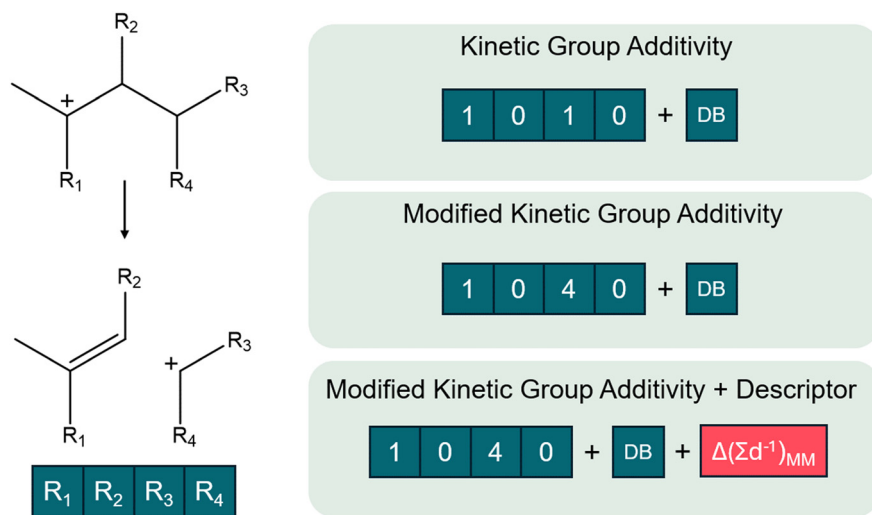 R₂
+
R₃
R₁
R₄
R₂
+
R₃
R₁
R₄
R₁ R₂ R₃ R₄
Kinetic Group Additivity
1 0 1 0 + DB
Modified Kinetic Group Additivity
1 0 4 0 + DB
Modified Kinetic Group Additivity + Descriptor
1 0 4 0 + DB + Δ(Σd⁻¹)MM